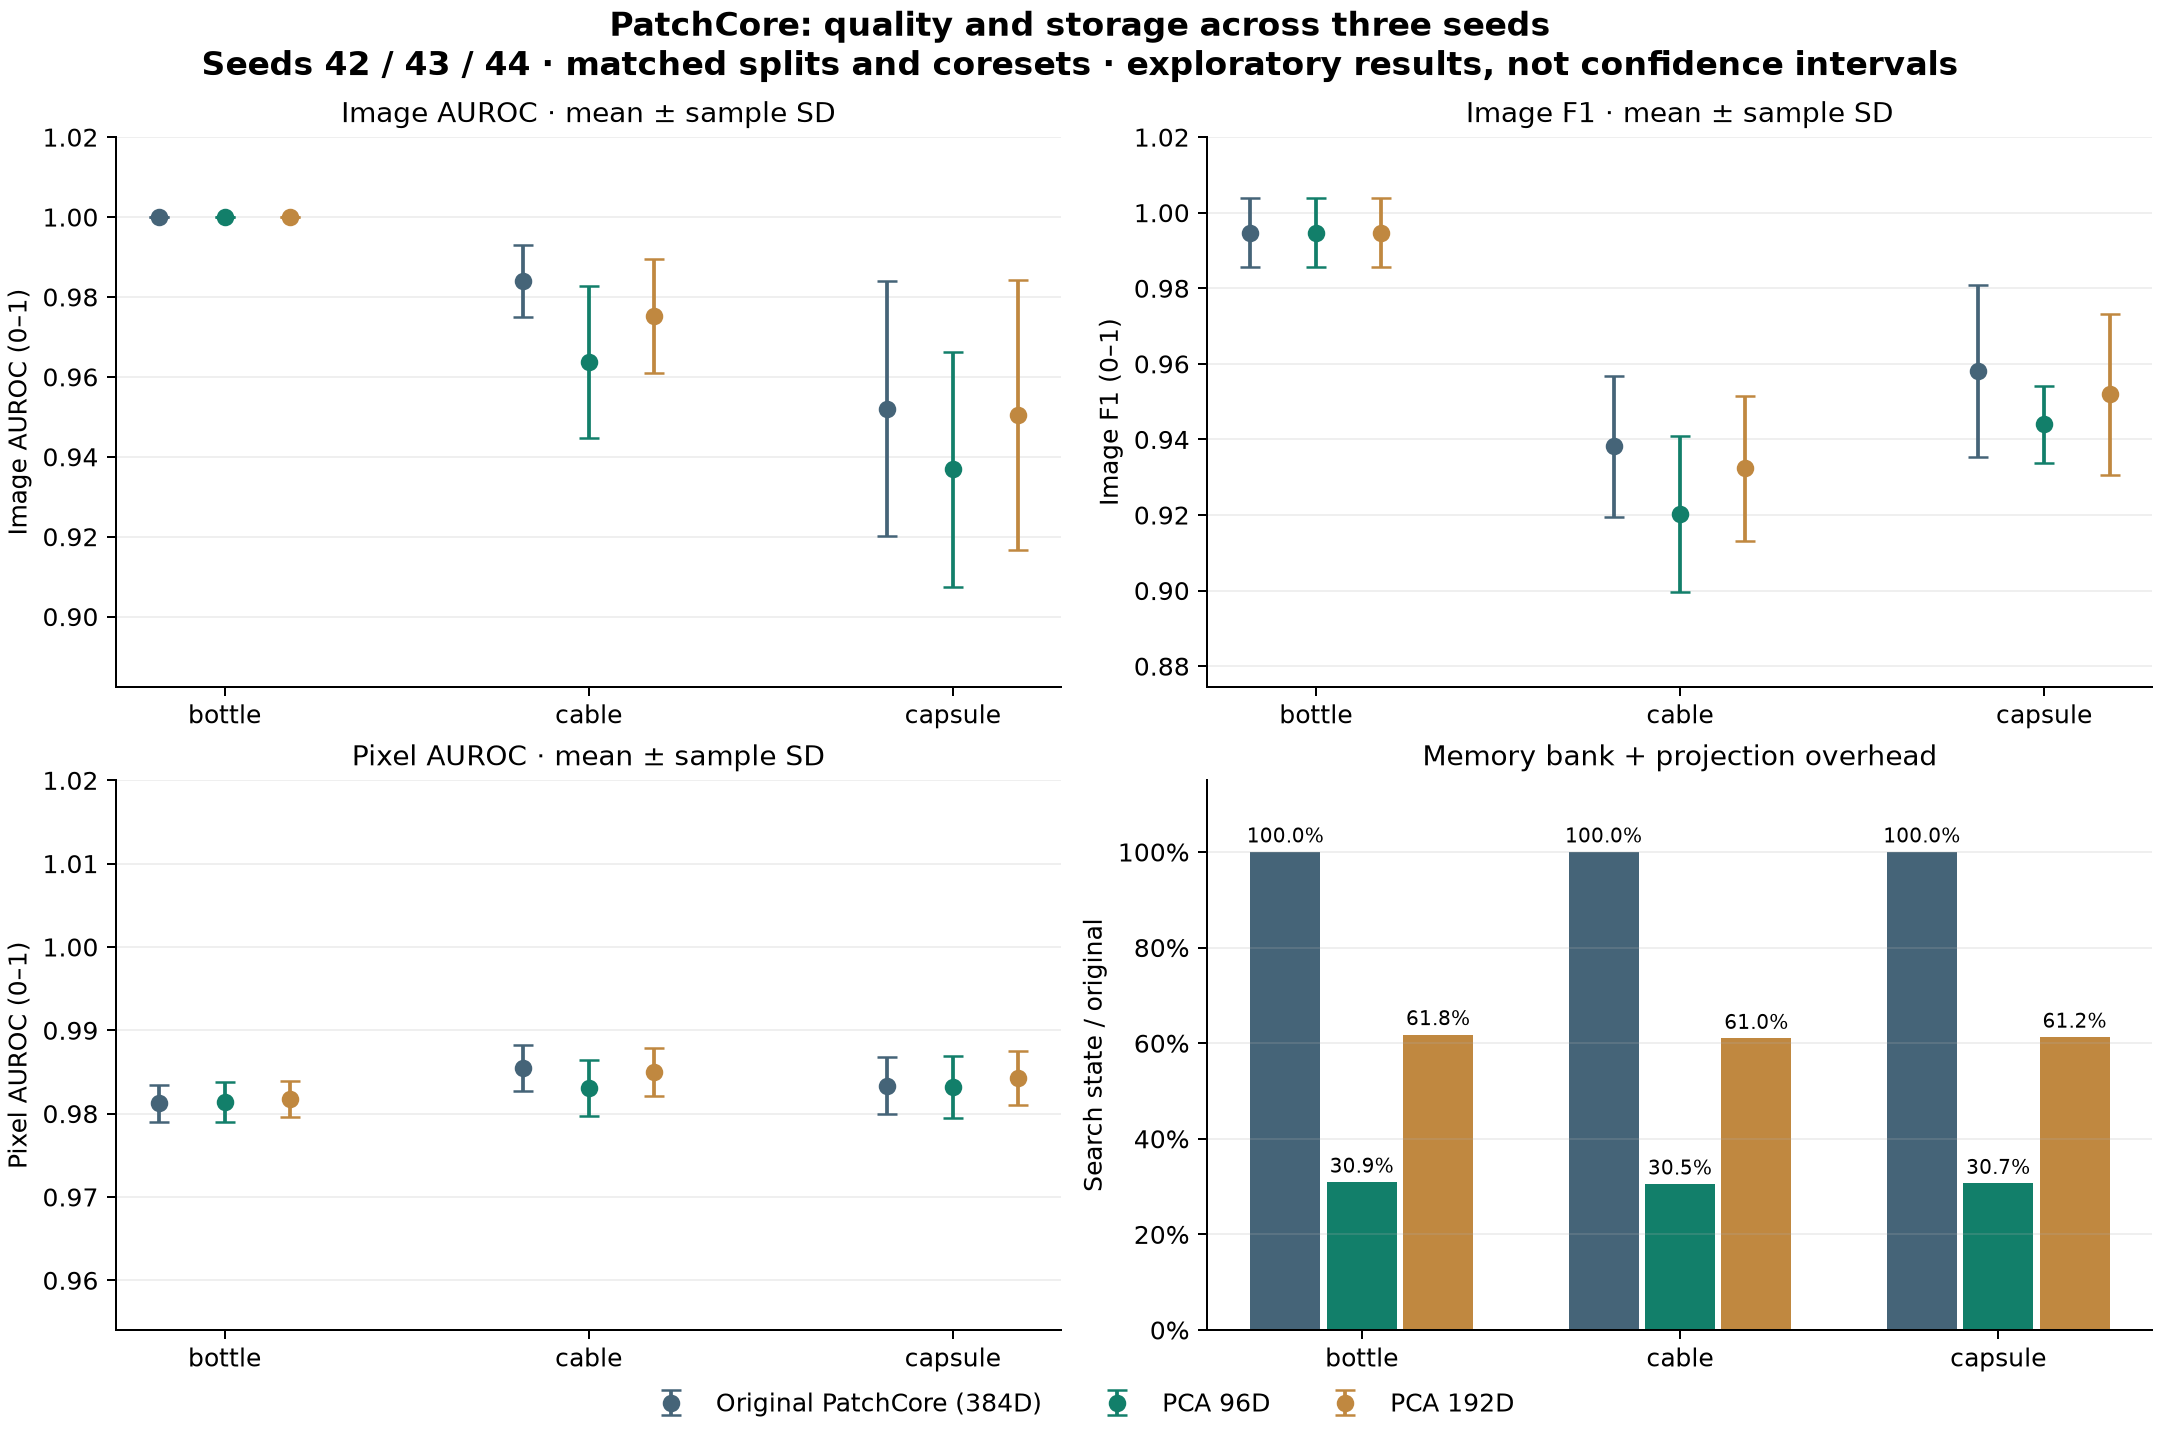 PatchCore: quality and storage across three seeds
Seeds 42 / 43 / 44 · matched splits and coresets · exploratory results, not confidence intervals
Image AUROC · mean ± sample SD
Image AUROC (0–1)
1.02
1.00
0.98
0.96
0.94
0.92
0.90
bottle cable capsule
Image F1 · mean ± sample SD
Image F1 (0–1)
1.02
1.00
0.98
0.96
0.94
0.92
0.90
0.88
bottle cable capsule
Pixel AUROC · mean ± sample SD
Pixel AUROC (0–1)
1.02
1.01
1.00
0.99
0.98
0.97
0.96
bottle cable capsule
Memory bank + projection overhead
Search state / original
100%
80%
60%
40%
20%
0%
100.0% 30.9% 61.8%
100.0% 30.5% 61.0%
100.0% 30.7% 61.2%
bottle cable capsule
Original PatchCore (384D) PCA 96D PCA 192D